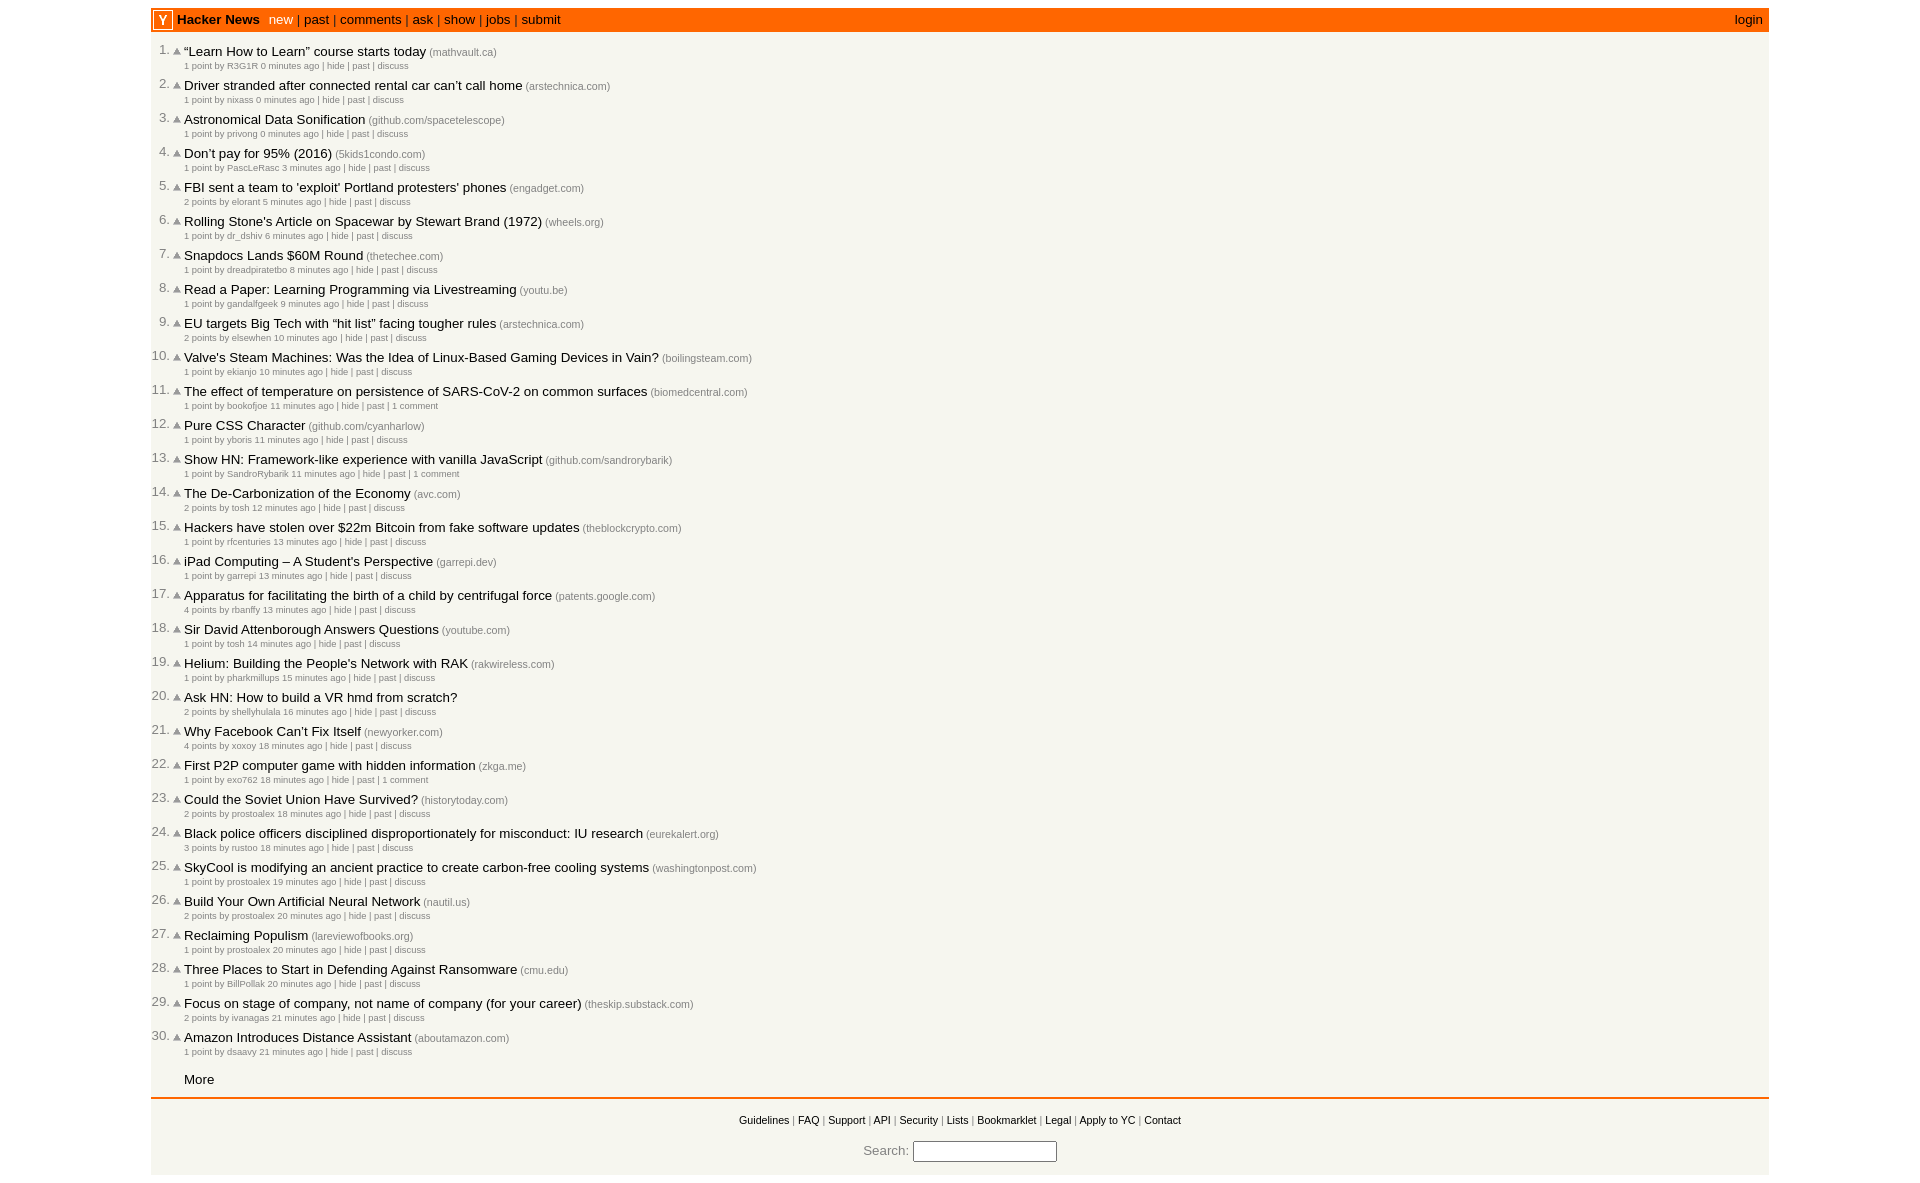 Y Hacker News new | past | comments | ask | show | jobs | submit login
1. “Learn How to Learn” course starts today (mathvault.ca)
1 point by R3G1R 0 minutes ago | hide | past | discuss
2. Driver stranded after connected rental car can’t call home (arstechnica.com)
1 point by nixass 0 minutes ago | hide | past | discuss
3. Astronomical Data Sonification (github.com/spacetelescope)
1 point by privong 0 minutes ago | hide | past | discuss
4. Don’t pay for 95% (2016) (5kids1condo.com)
1 point by PascLeRasc 3 minutes ago | hide | past | discuss
5. FBI sent a team to 'exploit' Portland protesters' phones (engadget.com)
2 points by elorant 5 minutes ago | hide | past | discuss
6. Rolling Stone's Article on Spacewar by Stewart Brand (1972) (wheels.org)
1 point by dr_dshiv 6 minutes ago | hide | past | discuss
7. Snapdocs Lands $60M Round (thetechee.com)
1 point by dreadpiratetbo 8 minutes ago | hide | past | discuss
8. Read a Paper: Learning Programming via Livestreaming (youtu.be)
1 point by gandalfgeek 9 minutes ago | hide | past | discuss
9. EU targets Big Tech with “hit list” facing tougher rules (arstechnica.com)
2 points by elsewhen 10 minutes ago | hide | past | discuss
10. Valve's Steam Machines: Was the Idea of Linux-Based Gaming Devices in Vain? (boilingsteam.com)
1 point by ekianjo 10 minutes ago | hide | past | discuss
11. The effect of temperature on persistence of SARS-CoV-2 on common surfaces (biomedcentral.com)
1 point by bookofjoe 11 minutes ago | hide | past | 1 comment
12. Pure CSS Character (github.com/cyanharlow)
1 point by yboris 11 minutes ago | hide | past | discuss
13. Show HN: Framework-like experience with vanilla JavaScript (github.com/sandrorybarik)
1 point by SandroRybarik 11 minutes ago | hide | past | 1 comment
14. The De-Carbonization of the Economy (avc.com)
2 points by tosh 12 minutes ago | hide | past | discuss
15. Hackers have stolen over $22m Bitcoin from fake software updates (theblockcrypto.com)
1 point by rfcenturies 13 minutes ago | hide | past | discuss
16. iPad Computing – A Student's Perspective (garrepi.dev)
1 point by garrepi 13 minutes ago | hide | past | discuss
17. Apparatus for facilitating the birth of a child by centrifugal force (patents.google.com)
4 points by rbanffy 13 minutes ago | hide | past | discuss
18. Sir David Attenborough Answers Questions (youtube.com)
1 point by tosh 14 minutes ago | hide | past | discuss
19. Helium: Building the People's Network with RAK (rakwireless.com)
1 point by pharkmillups 15 minutes ago | hide | past | discuss
20. Ask HN: How to build a VR hmd from scratch?
2 points by shellyhulala 16 minutes ago | hide | past | discuss
21. Why Facebook Can’t Fix Itself (newyorker.com)
4 points by xoxoy 18 minutes ago | hide | past | discuss
22. First P2P computer game with hidden information (zkga.me)
1 point by exo762 18 minutes ago | hide | past | 1 comment
23. Could the Soviet Union Have Survived? (historytoday.com)
2 points by prostoalex 18 minutes ago | hide | past | discuss
24. Black police officers disciplined disproportionately for misconduct: IU research (eurekalert.org)
3 points by rustoo 18 minutes ago | hide | past | discuss
25. SkyCool is modifying an ancient practice to create carbon-free cooling systems (washingtonpost.com)
1 point by prostoalex 19 minutes ago | hide | past | discuss
26. Build Your Own Artificial Neural Network (nautil.us)
2 points by prostoalex 20 minutes ago | hide | past | discuss
27. Reclaiming Populism (lareviewofbooks.org)
1 point by prostoalex 20 minutes ago | hide | past | discuss
28. Three Places to Start in Defending Against Ransomware (cmu.edu)
1 point by BillPollak 20 minutes ago | hide | past | discuss
29. Focus on stage of company, not name of company (for your career) (theskip.substack.com)
2 points by ivanagas 21 minutes ago | hide | past | discuss
30. Amazon Introduces Distance Assistant (aboutamazon.com)
1 point by dsaavy 21 minutes ago | hide | past | discuss
More
Guidelines | FAQ | Support | API | Security | Lists | Bookmarklet | Legal | Apply to YC | Contact
Search: